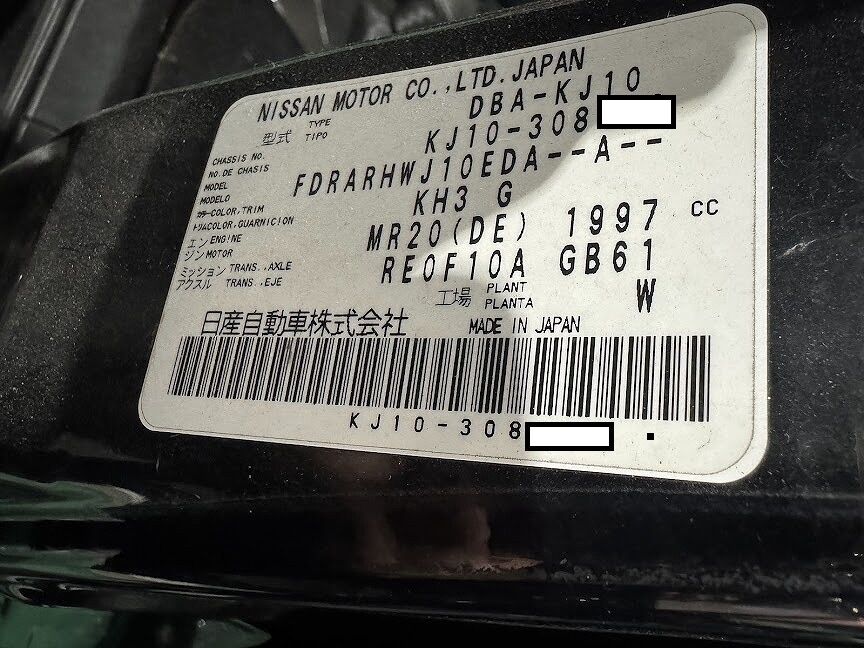 NISSAN MOTOR CO.,LTD.JAPAN
型式 TYPE TIPO DBA-KJ10
CHASSIS NO. NO.DE CHASIS KJ10-308
MODEL MODELO FDRARHWJ10EDA--A--
カラー COLOR,TRIM トリム COLOR,GUARNICION KH3 G
エンジン ENGINE MOTOR MR20(DE) 1997 CC
ミッション TRANS.,AXLE アクスル TRANS.,EJE RE0F10A GB61
工場 PLANT PLANTA W
日産自動車株式会社 MADE IN JAPAN
KJ10-308